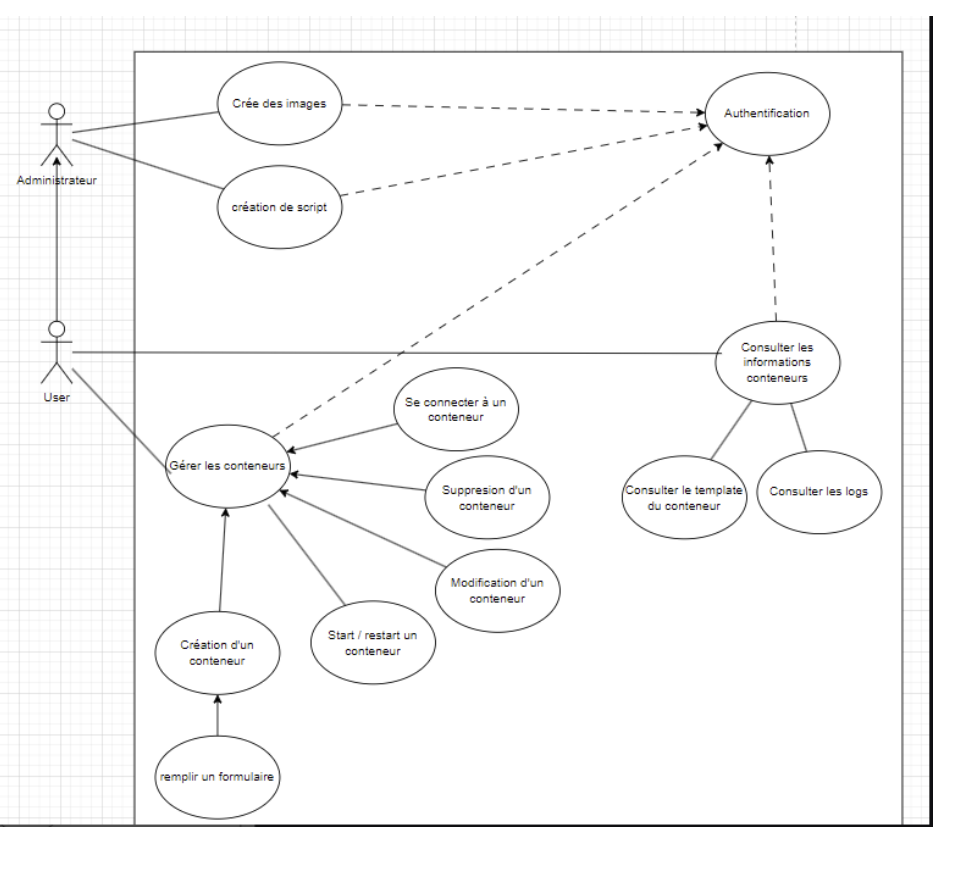 Crée des images
Authentification
Administrateur
création de script
User
Consulter les
informations
conteneurs
Se connecter à un
conteneur
Gérer les conteneurs
Suppresion d'un
conteneur
Consulter le template
du conteneur
Consulter les logs
Modification d'un
conteneur
Création d'un
conteneur
Start / restart un
conteneur
remplir un formulaire